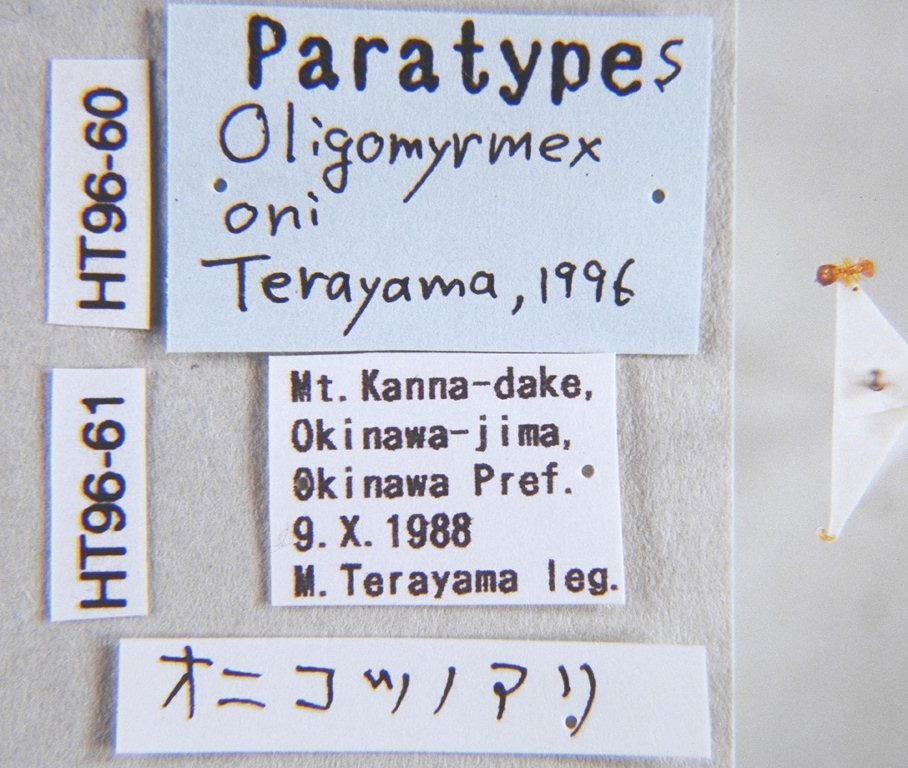 HT96-60
Paratypes
Oligomyrmex
oni
Terayama, 1996
HT96-61
Mt. Kanna-dake,
Okinawa-jima,
Okinawa Pref.
9. X. 1988
M. Terayama leg.
オニコツノアリ